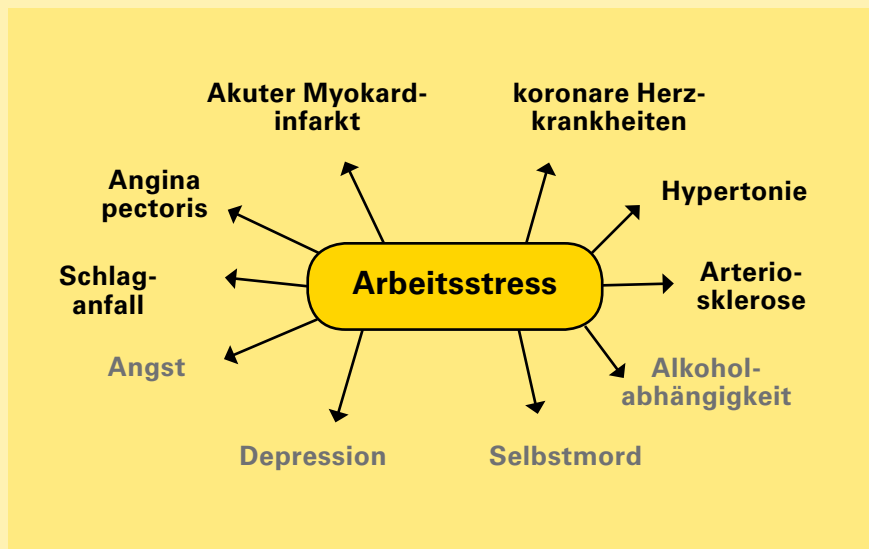 Akuter Myokard-
infarkt
koronare Herz-
krankheiten
Angina
pectoris
Hypertonie
Schlag-
anfall
Arbeitsstress
Arterio-
sklerose
Angst
Alkohol-
abhängigkeit
Depression
Selbstmord